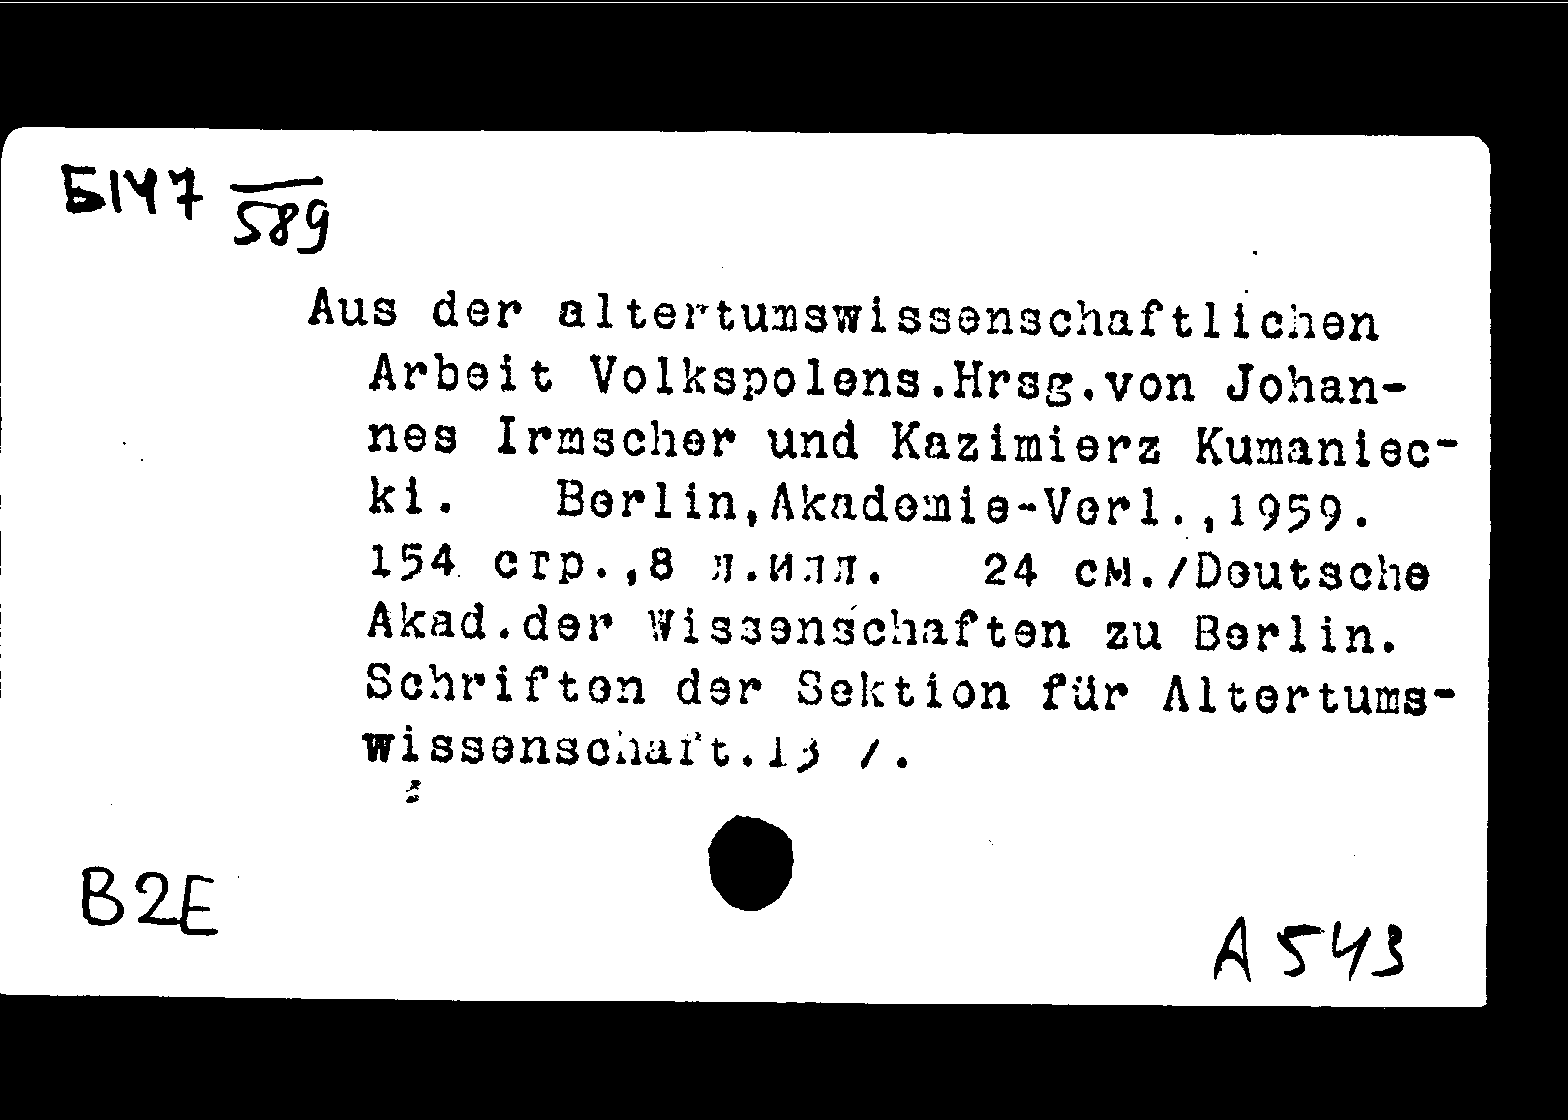 Б147 589
Aus der altertumswissenschaftlichen
Arbeit Volkspolens.Hrsg.von Johan-
nes Irmscher und Kazimierz Kumaniec-
ki. Berlin,Akademie-Verl.,1959.
154 стр.,8 л.илл. 24 см./Deutsche
Akad.der Wissenschaften zu Berlin.
Schriften der Sektion für Altertums-
wissenschaft.13 /.
B2E
A 543